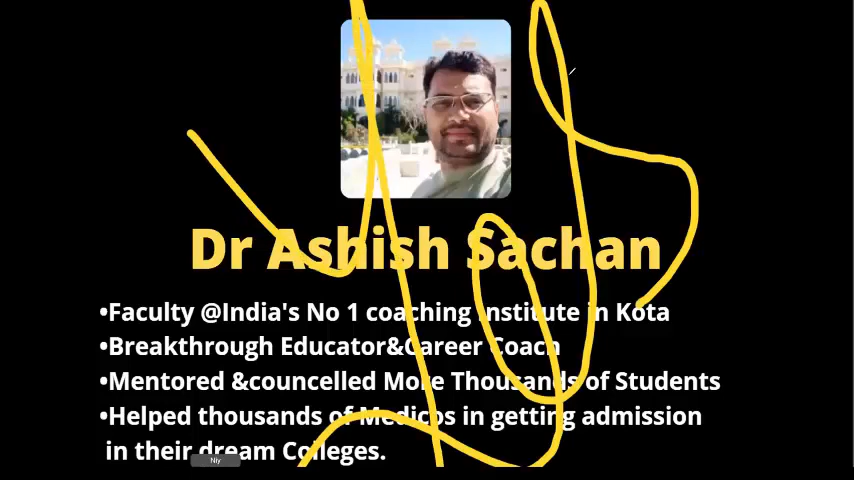 Dr Ashish Sachan
•Faculty @India's No 1 coaching Institute in Kota
•Breakthrough Educator&Career Coach
•Mentored &councelled More Thousands of Students
•Helped thousands of Medicos in getting admission
in their dream Colleges.
Niy